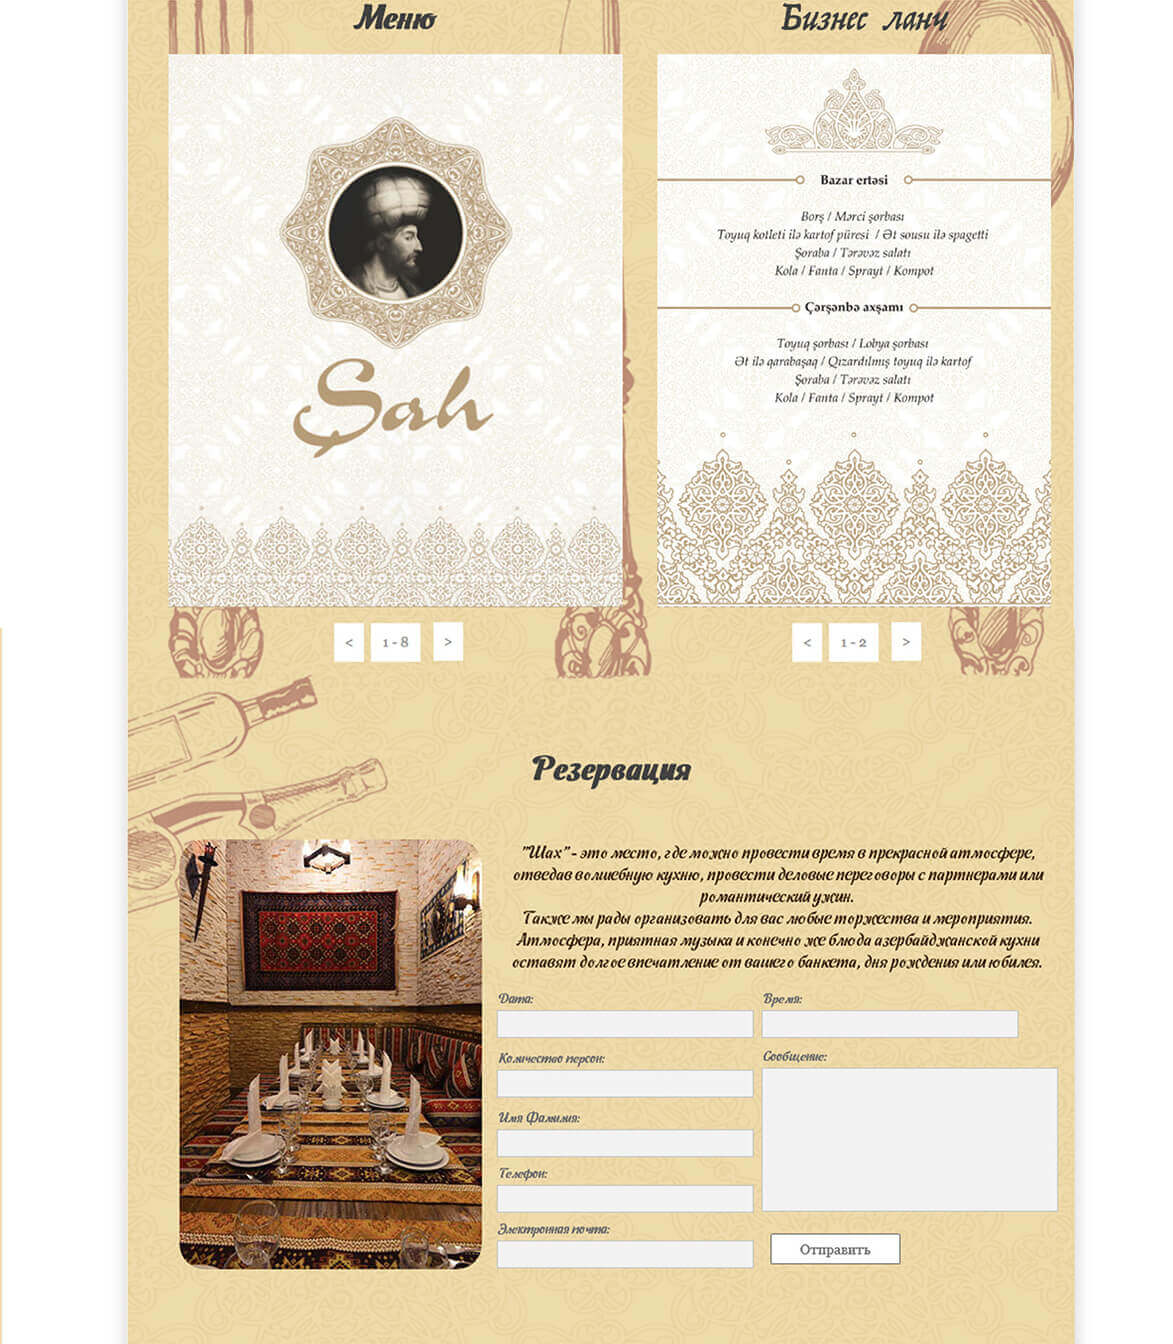 Меню
Бизнес ланч
Şah
Bazar ertəsi
Borş / Mərci şorbası
Toyuq kotleti ilə kartof püresi / Ət sousu ilə spagetti
Şoraba / Tərəvəz salatı
Kola / Fanta / Sprayt / Kompot
Çərşənbə axşamı
Toyuq şorbası / Lobya şorbası
Ət ilə qarabaşaq / Qızardılmış toyuq ilə kartof
Şoraba / Tərəvəz salatı
Kola / Fanta / Sprayt / Kompot
< 1 - 8 >
< 1 - 2 >
Резервация
"Шах" - это место, где можно провести время в прекрасной атмосфере,
отведав волшебную кухню, провести деловые переговоры с партнерами или
романтический ужин.
Также мы рады организовать для вас любые торжества и мероприятия.
Атмосфера, приятная музыка и конечно же блюда азербайджанской кухни
оставят долгое впечатление от вашего банкета, дня рождения или юбилея.
Дата:
Время:
Количество персон:
Сообщение:
Имя Фамилия:
Телефон:
Электронная почта:
Отправить